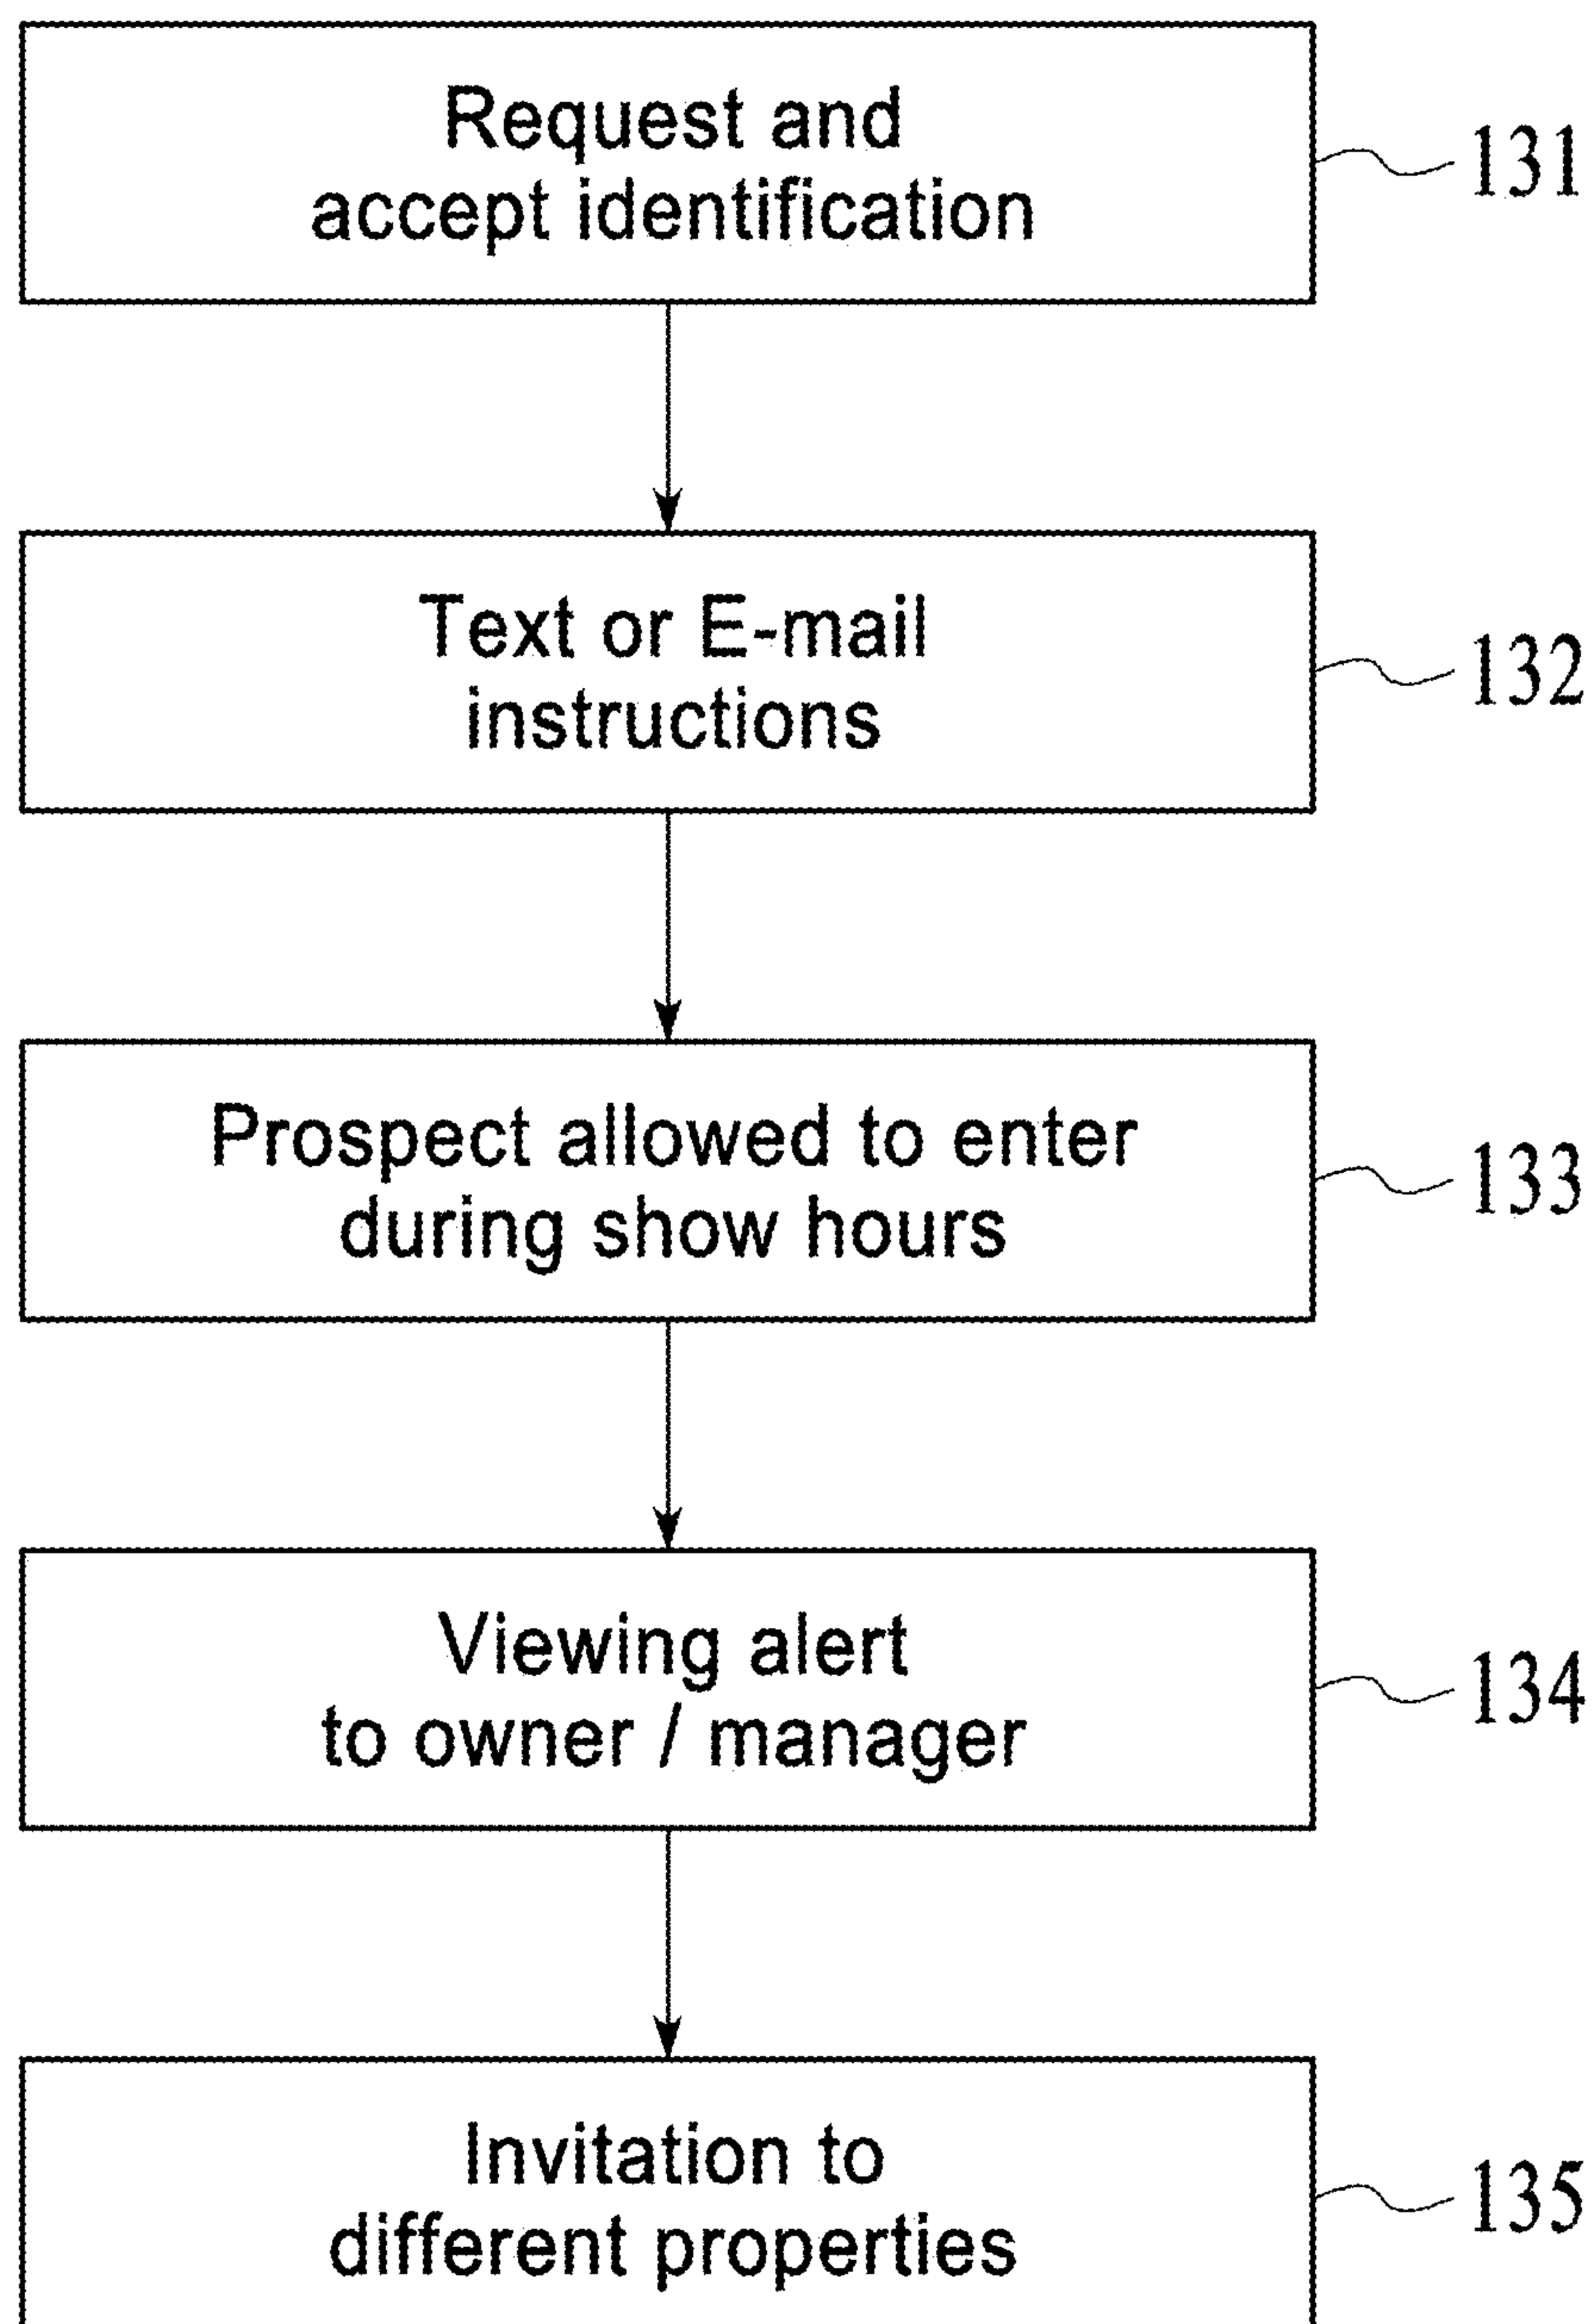 Request and
accept identification
131
Text or E-mail
instructions
132
Prospect allowed to enter
during show hours
133
Viewing alert
to owner / manager
134
Invitation to
different properties
135